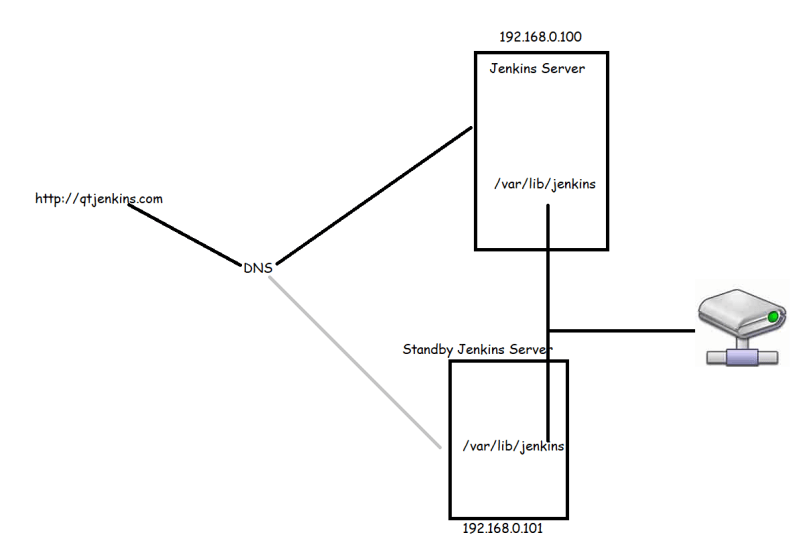 192.168.0.100
Jenkins Server
/var/lib/jenkins
http://qtjenkins.com
DNS
Standby Jenkins Server
/var/lib/jenkins
192.168.0.101